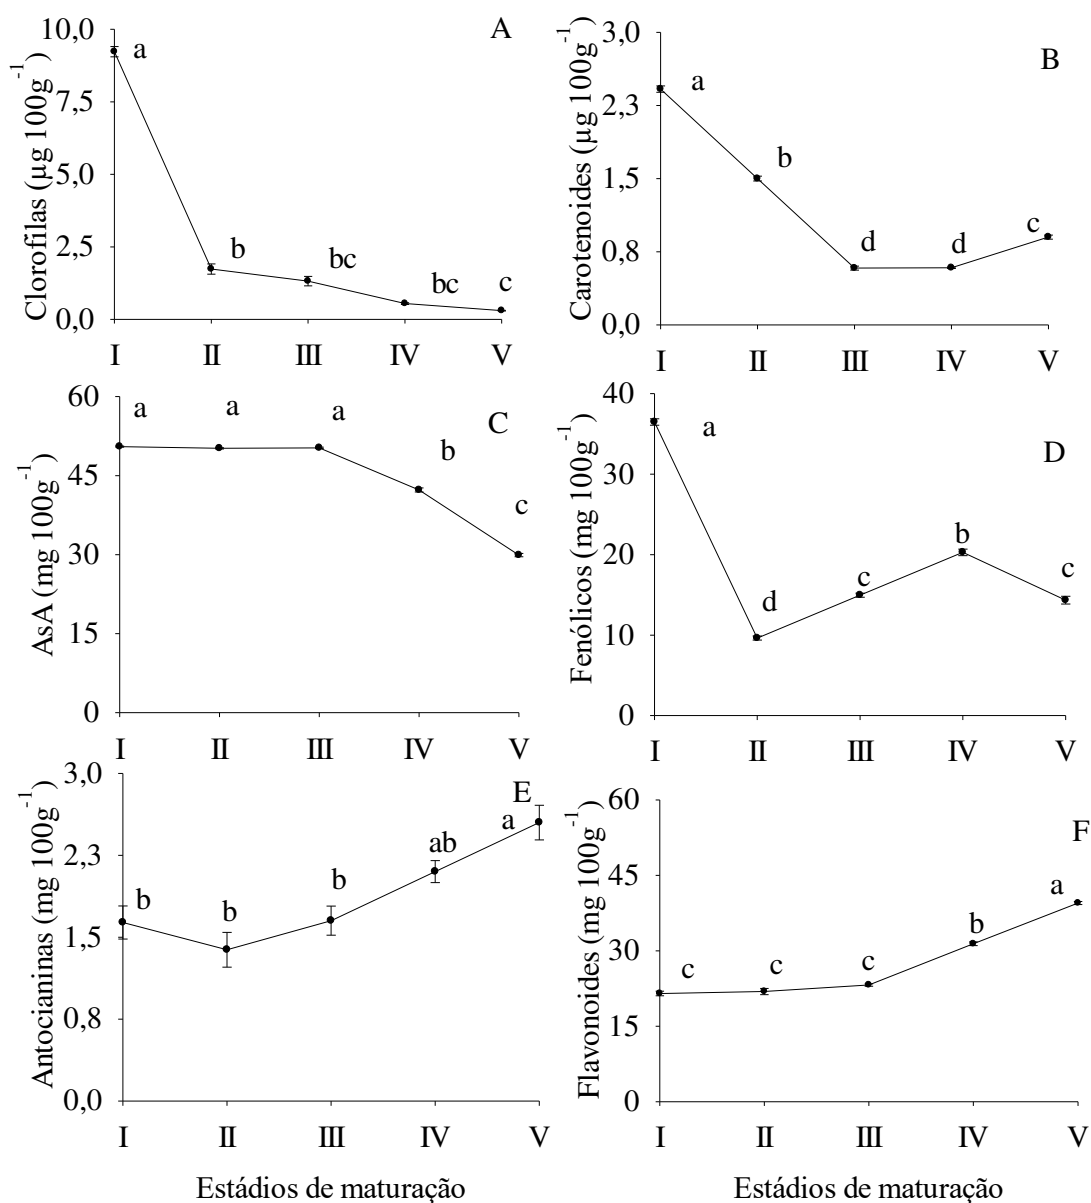 A
Clorofilas (µg 100g⁻¹)
10,0
7,5
5,0
2,5
0,0
a
b
bc
bc
c
I
II
III
IV
V
B
Carotenoides (µg 100g⁻¹)
3,0
2,3
1,5
0,8
0,0
a
b
d
d
c
I
II
III
IV
V
C
AsA (mg 100g⁻¹)
60
45
30
15
0
a
a
a
b
c
I
II
III
IV
V
D
Fenólicos (mg 100g⁻¹)
40
30
20
10
0
a
d
c
b
c
I
II
III
IV
V
E
Antocianinas (mg 100g⁻¹)
3,0
2,3
1,5
0,8
0,0
b
b
b
ab
a
I
II
III
IV
V
Estádios de maturação
F
Flavonoides (mg 100g⁻¹)
60
45
30
15
0
c
c
c
b
a
I
II
III
IV
V
Estádios de maturação